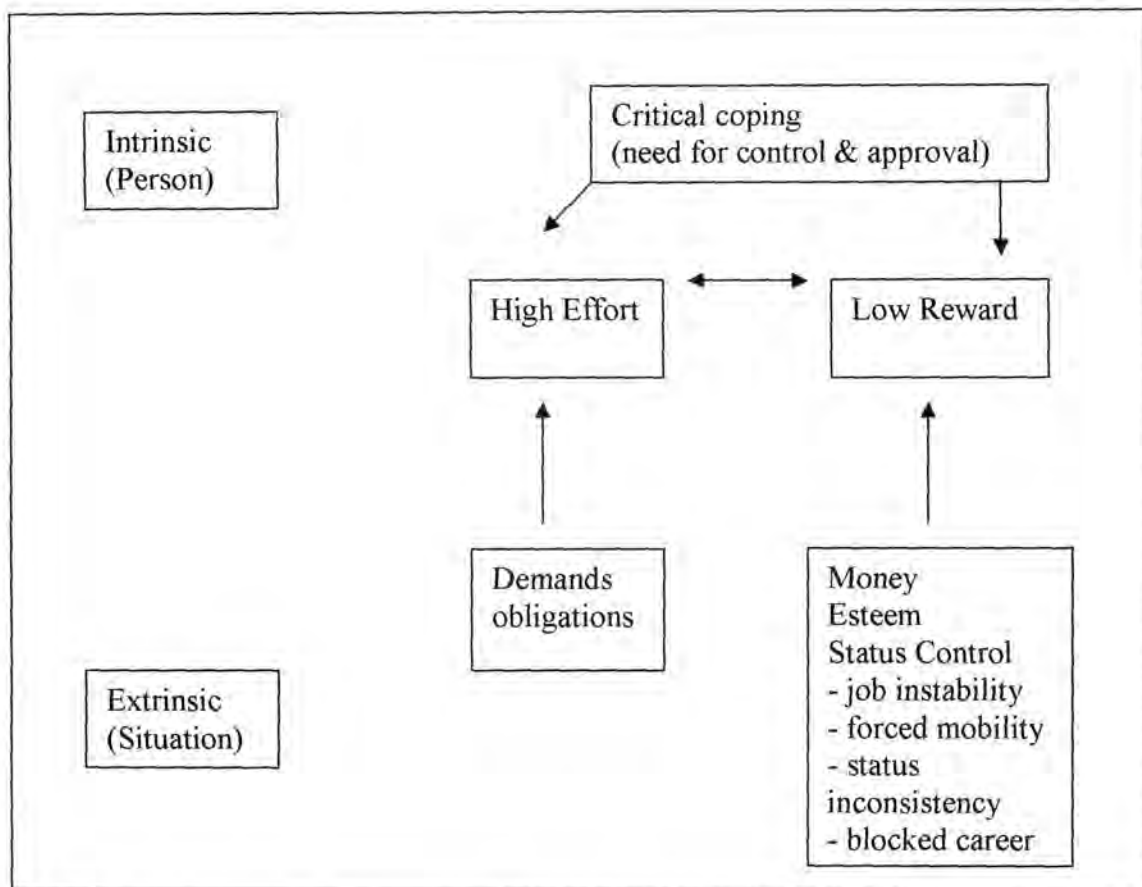 Intrinsic
(Person)
Critical coping
(need for control & approval)
High Effort
Low Reward
Demands
obligations
Money
Esteem
Status Control
- job instability
- forced mobility
- status
inconsistency
- blocked career
Extrinsic
(Situation)